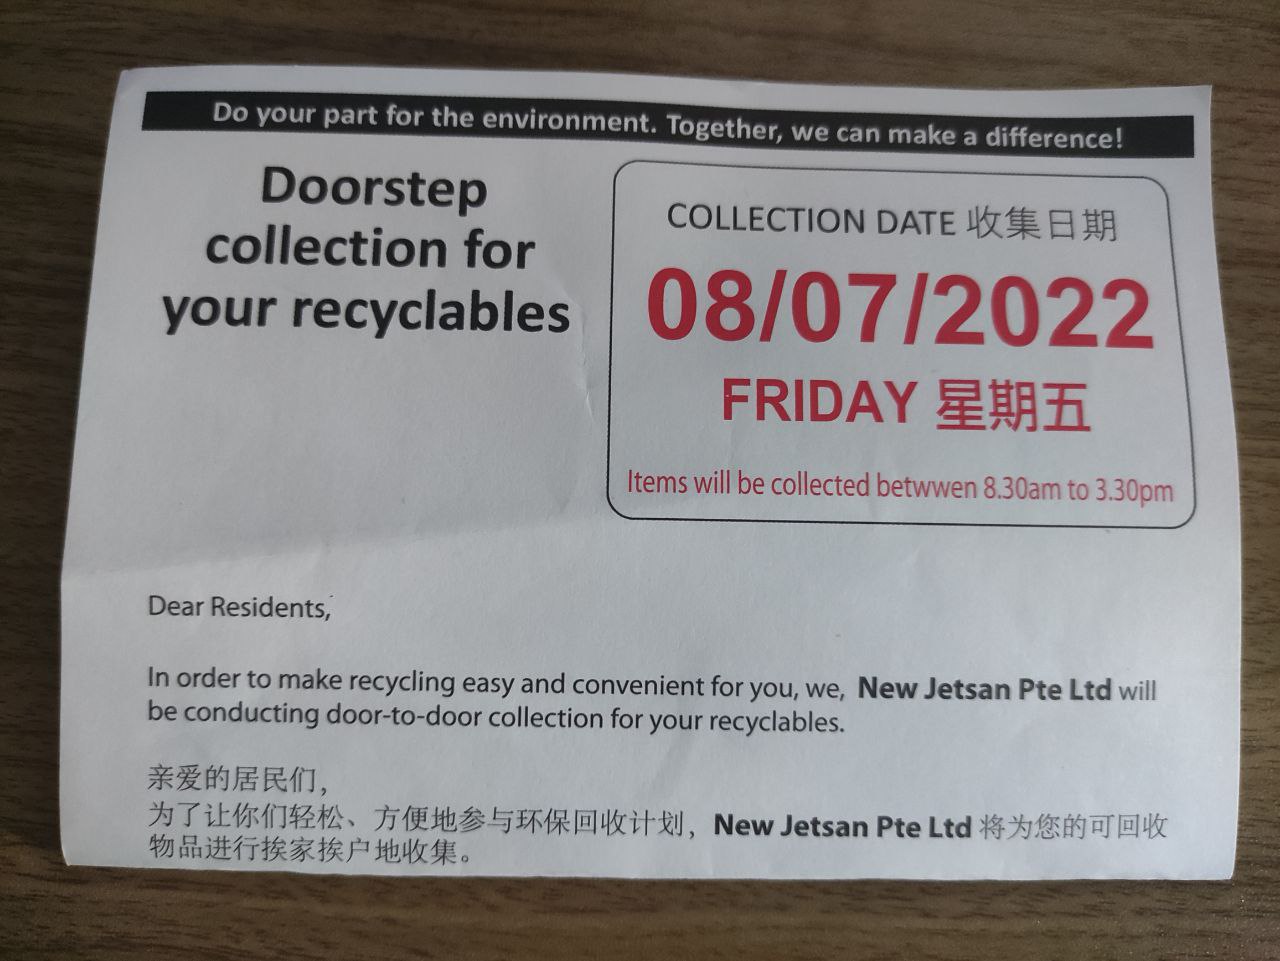 Do your part for the environment. Together, we can make a difference!
Doorstep
collection for
your recyclables
COLLECTION DATE 收集日期
08/07/2022
FRIDAY 星期五
Items will be collected betwwen 8.30am to 3.30pm
Dear Residents,
In order to make recycling easy and convenient for you, we, New Jetsan Pte Ltd will
be conducting door-to-door collection for your recyclables.
亲爱的居民们，
为了让你们轻松、方便地参与环保回收计划，New Jetsan Pte Ltd 将为您的可回收
物品进行挨家挨户地收集。